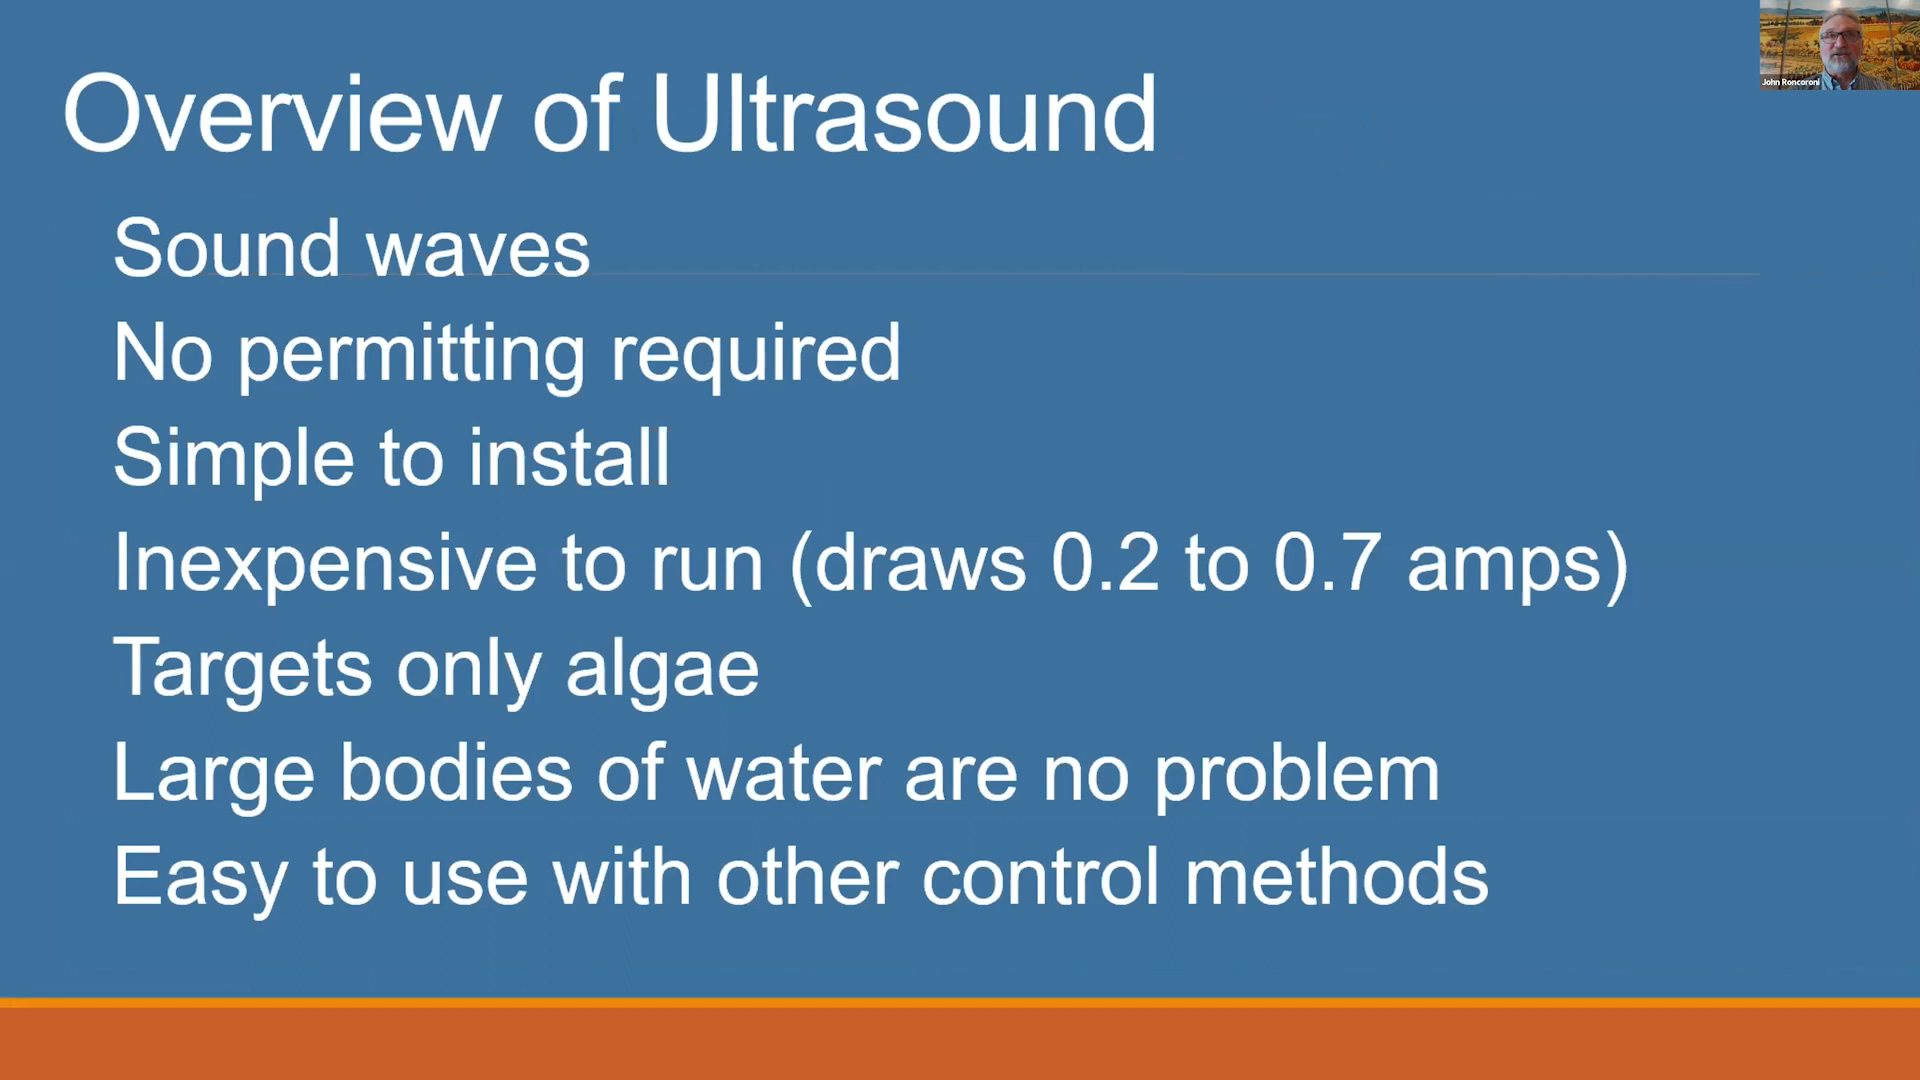 Overview of Ultrasound
John Roncoroni
Sound waves
No permitting required
Simple to install
Inexpensive to run (draws 0.2 to 0.7 amps)
Targets only algae
Large bodies of water are no problem
Easy to use with other control methods